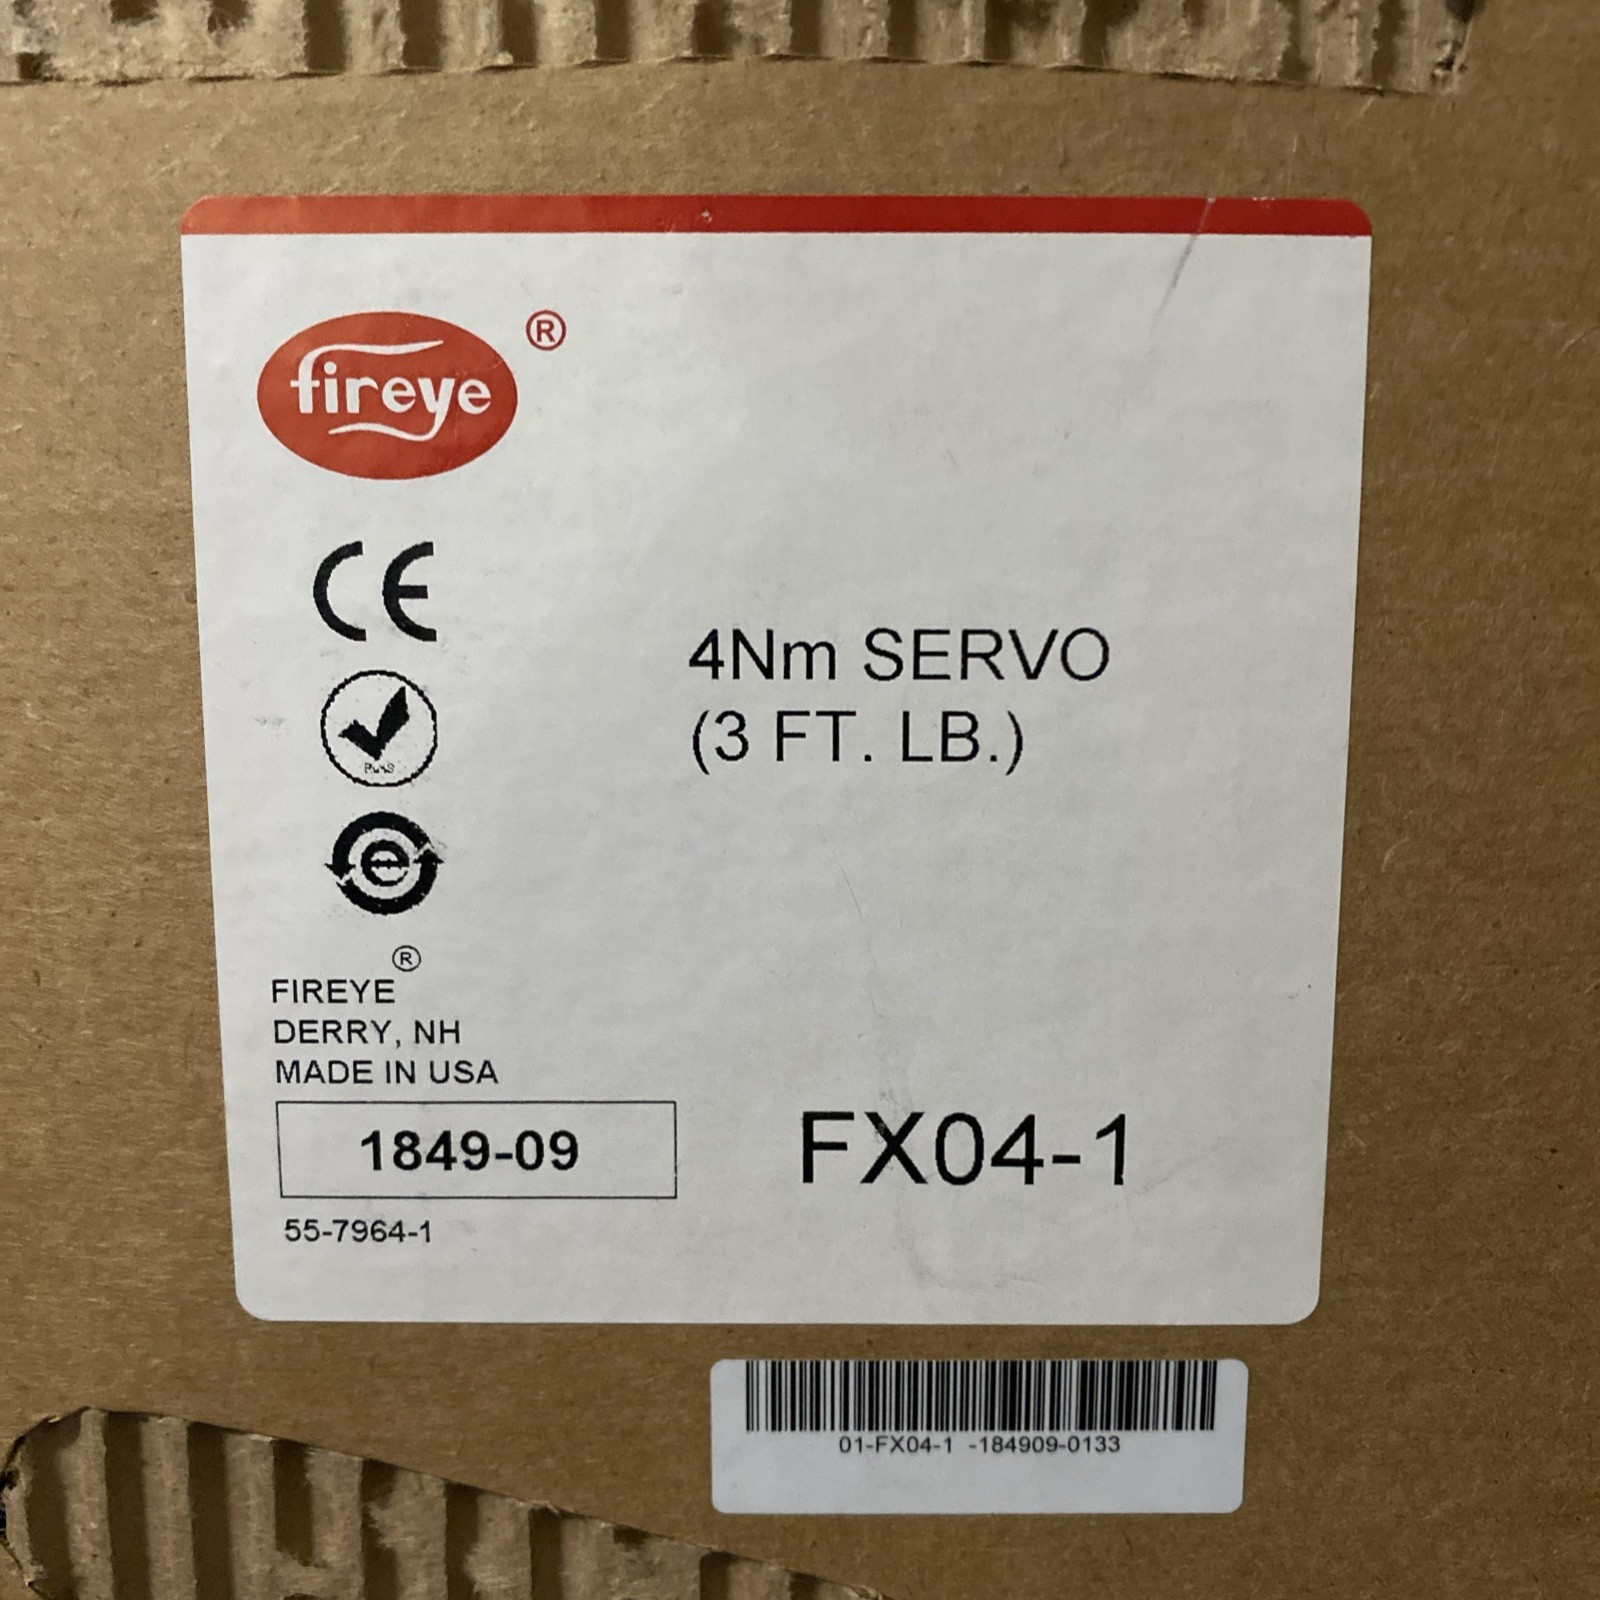 fireye ®
CE
4Nm SERVO
(3 FT. LB.)
e
FIREYE ®
DERRY, NH
MADE IN USA
1849-09
FX04-1
55-7964-1
01-FX04-1 -184909-0133